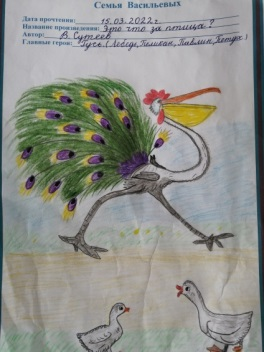 Семья Васильевых
Дата прочтения: 15.03.2022г.
Название произведения: Это что за птица?
Автор: В. Сутеев
Главные герои: Гусь (Лебедь, Пеликан, Павлин, Петух)